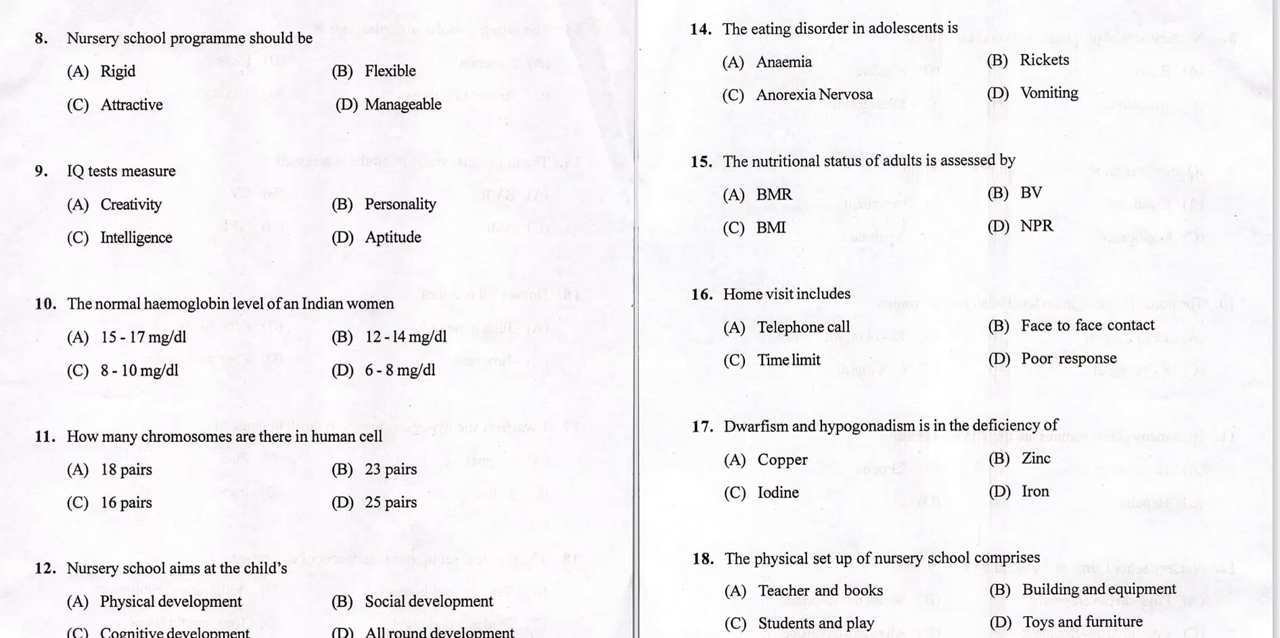 8. Nursery school programme should be
(A) Rigid (B) Flexible
(C) Attractive (D) Manageable
9. IQ tests measure
(A) Creativity (B) Personality
(C) Intelligence (D) Aptitude
10. The normal haemoglobin level of an Indian women
(A) 15 - 17 mg/dl (B) 12 - 14 mg/dl
(C) 8 - 10 mg/dl (D) 6 - 8 mg/dl
11. How many chromosomes are there in human cell
(A) 18 pairs (B) 23 pairs
(C) 16 pairs (D) 25 pairs
12. Nursery school aims at the child's
(A) Physical development (B) Social development
(C) Cognitive development (D) All round development
14. The eating disorder in adolescents is
(A) Anaemia (B) Rickets
(C) Anorexia Nervosa (D) Vomiting
15. The nutritional status of adults is assessed by
(A) BMR (B) BV
(C) BMI (D) NPR
16. Home visit includes
(A) Telephone call (B) Face to face contact
(C) Time limit (D) Poor response
17. Dwarfism and hypogonadism is in the deficiency of
(A) Copper (B) Zinc
(C) Iodine (D) Iron
18. The physical set up of nursery school comprises
(A) Teacher and books (B) Building and equipment
(C) Students and play (D) Toys and furniture